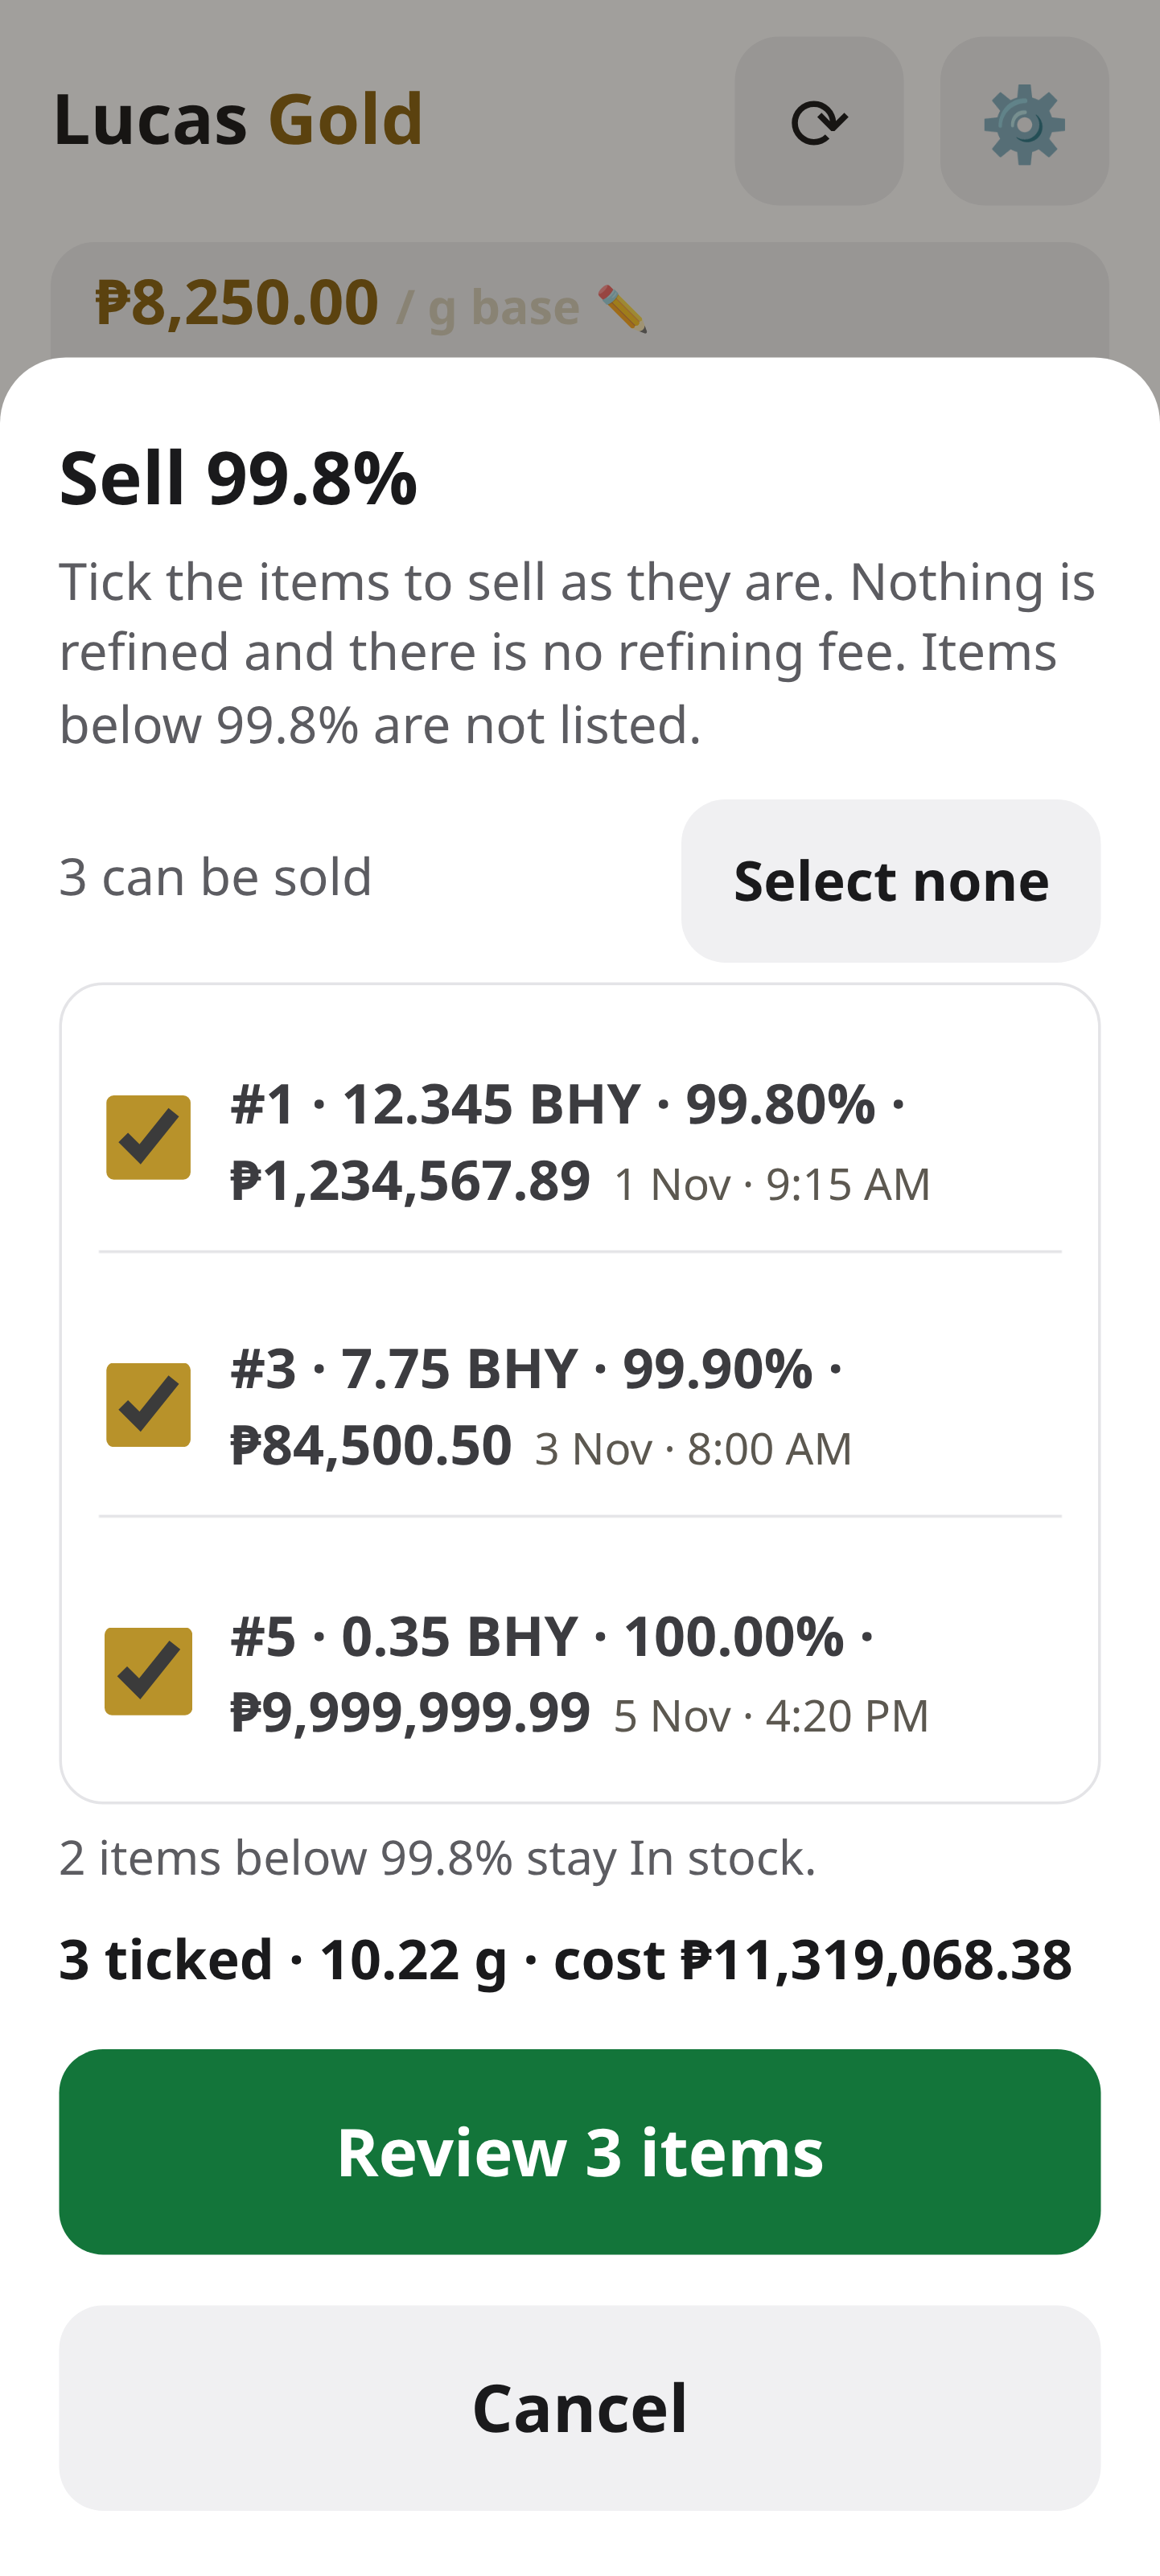 Lucas Gold
₱8,250.00 / g base
Sell 99.8%
Tick the items to sell as they are. Nothing is
refined and there is no refining fee. Items
below 99.8% are not listed.
3 can be sold
Select none
#1 · 12.345 BHY · 99.80% ·
₱1,234,567.89 1 Nov · 9:15 AM
#3 · 7.75 BHY · 99.90% ·
₱84,500.50 3 Nov · 8:00 AM
#5 · 0.35 BHY · 100.00% ·
₱9,999,999.99 5 Nov · 4:20 PM
2 items below 99.8% stay In stock.
3 ticked · 10.22 g · cost ₱11,319,068.38
Review 3 items
Cancel